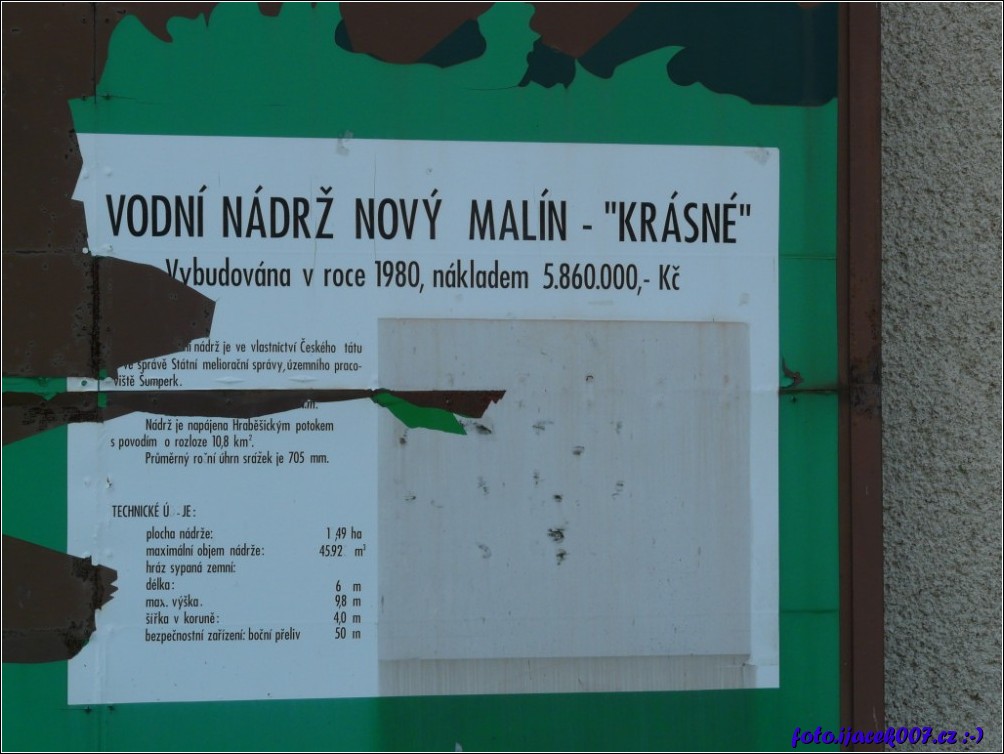 VODNÍ NÁDRŽ NOVÝ MALÍN - "KRÁSNÉ"
Vybudována v roce 1980, nákladem 5.860.000,- Kč
nádrž je ve vlastnictví Českého tátu
ve správě Státní meliorační správy, územního praco-
viště Šumperk.
Nádrž je napájena Hraběšickým potokem
s povodím o rozloze 10,8 km².
Průměrný ro ní úhrn srážek je 705 mm.
TECHNICKÉ Ú JE:
plocha nádrže: 1,49 ha
maximální objem nádrže: 45.92 m³
hráz sypaná zemní:
délka: 6 m
max. výška. 9,8 m
šířka v koruně: 4,0 m
bezpečnostní zařízení: boční přeliv 50 m
foto.ijacek007.cz :-)